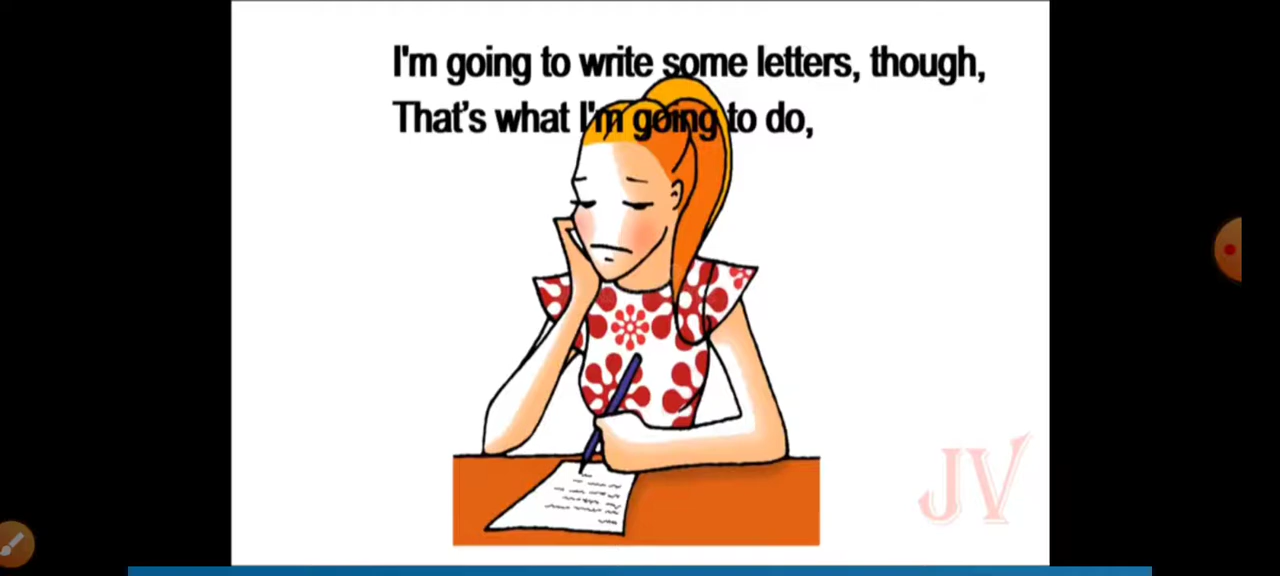 I'm going to write some letters, though,
That's what I'm going to do,
JV